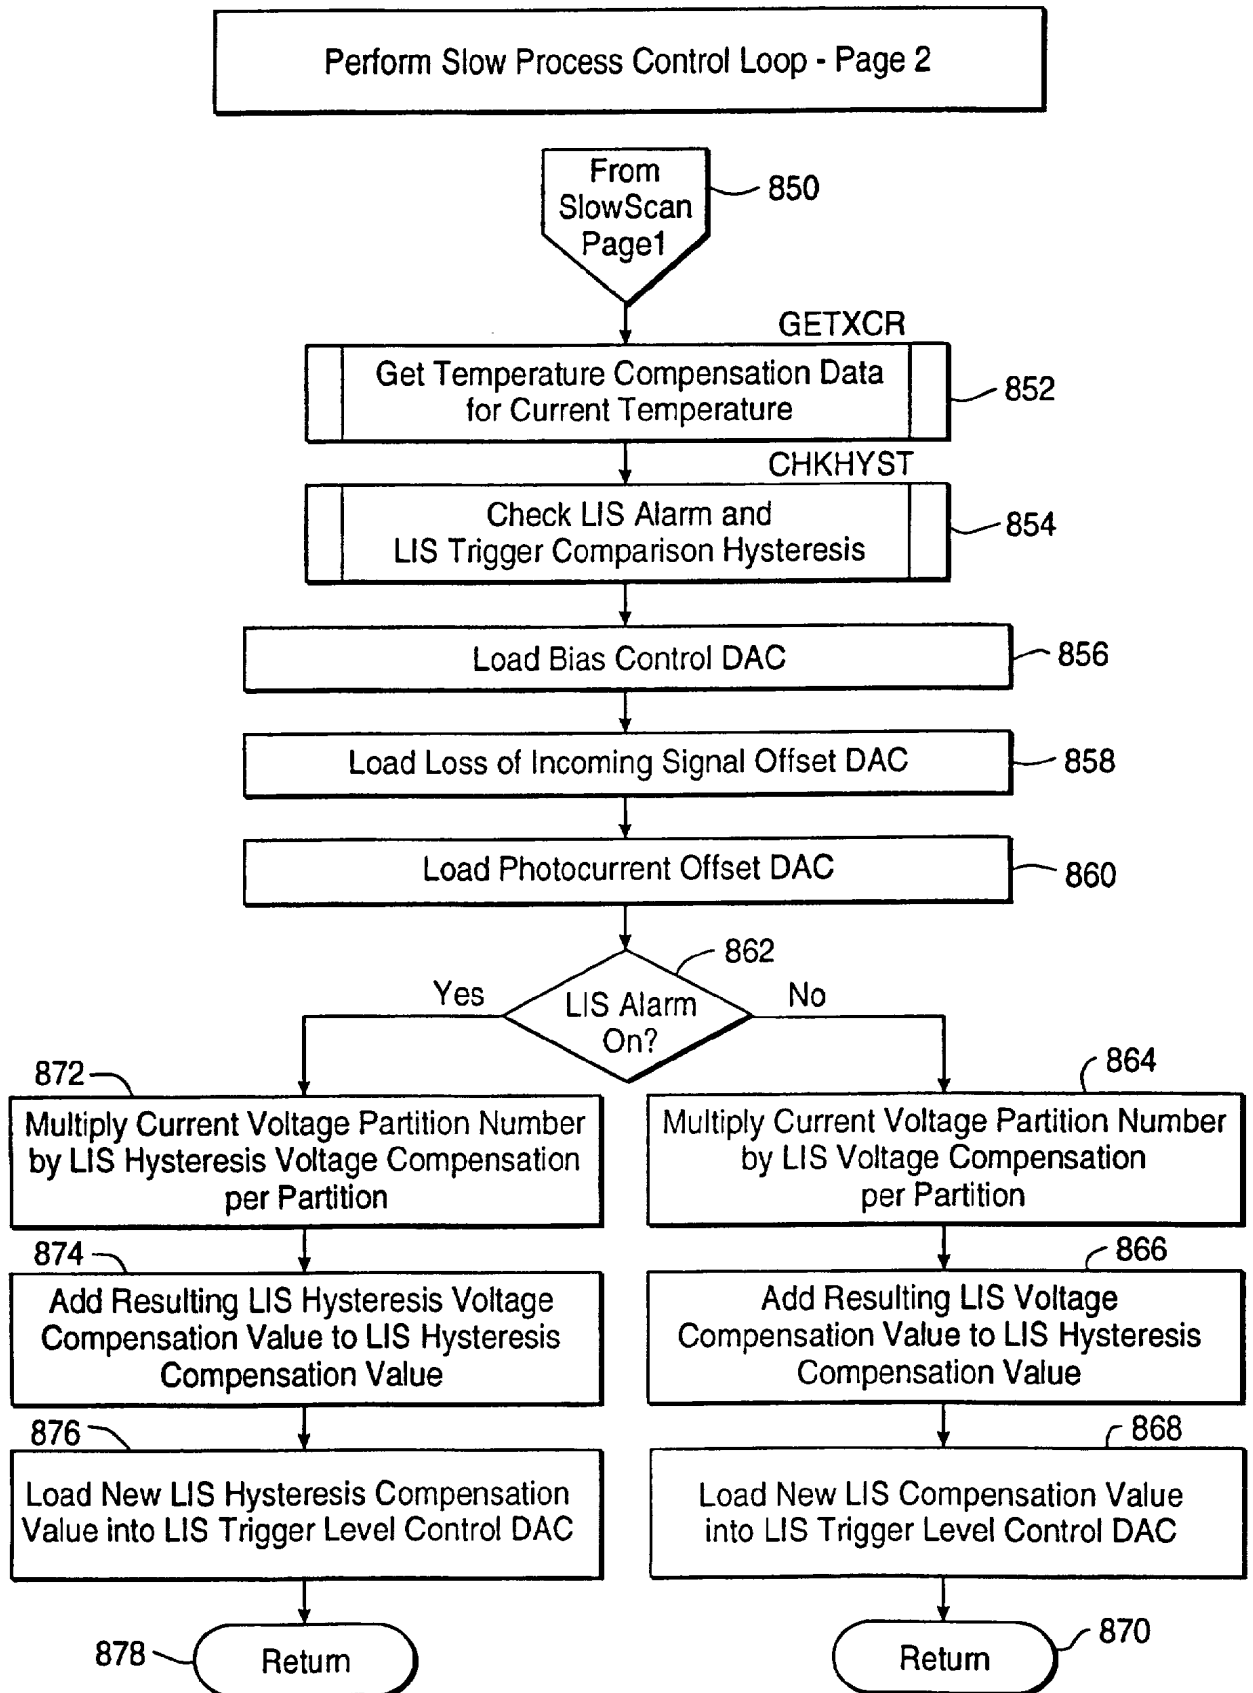 Perform Slow Process Control Loop - Page 2
From
SlowScan
Page1
850
GETXCR
Get Temperature Compensation Data
for Current Temperature
852
CHKHYST
Check LIS Alarm and
LIS Trigger Comparison Hysteresis
854
Load Bias Control DAC
856
Load Loss of Incoming Signal Offset DAC
858
Load Photocurrent Offset DAC
860
862
Yes
LIS Alarm
On?
No
872
Multiply Current Voltage Partition Number
by LIS Hysteresis Voltage Compensation
per Partition
874
Add Resulting LIS Hysteresis Voltage
Compensation Value to LIS Hysteresis
Compensation Value
876
Load New LIS Hysteresis Compensation
Value into LIS Trigger Level Control DAC
878
Return
864
Multiply Current Voltage Partition Number
by LIS Voltage Compensation
per Partition
866
Add Resulting LIS Voltage
Compensation Value to LIS Hysteresis
Compensation Value
868
Load New LIS Compensation Value
into LIS Trigger Level Control DAC
870
Return